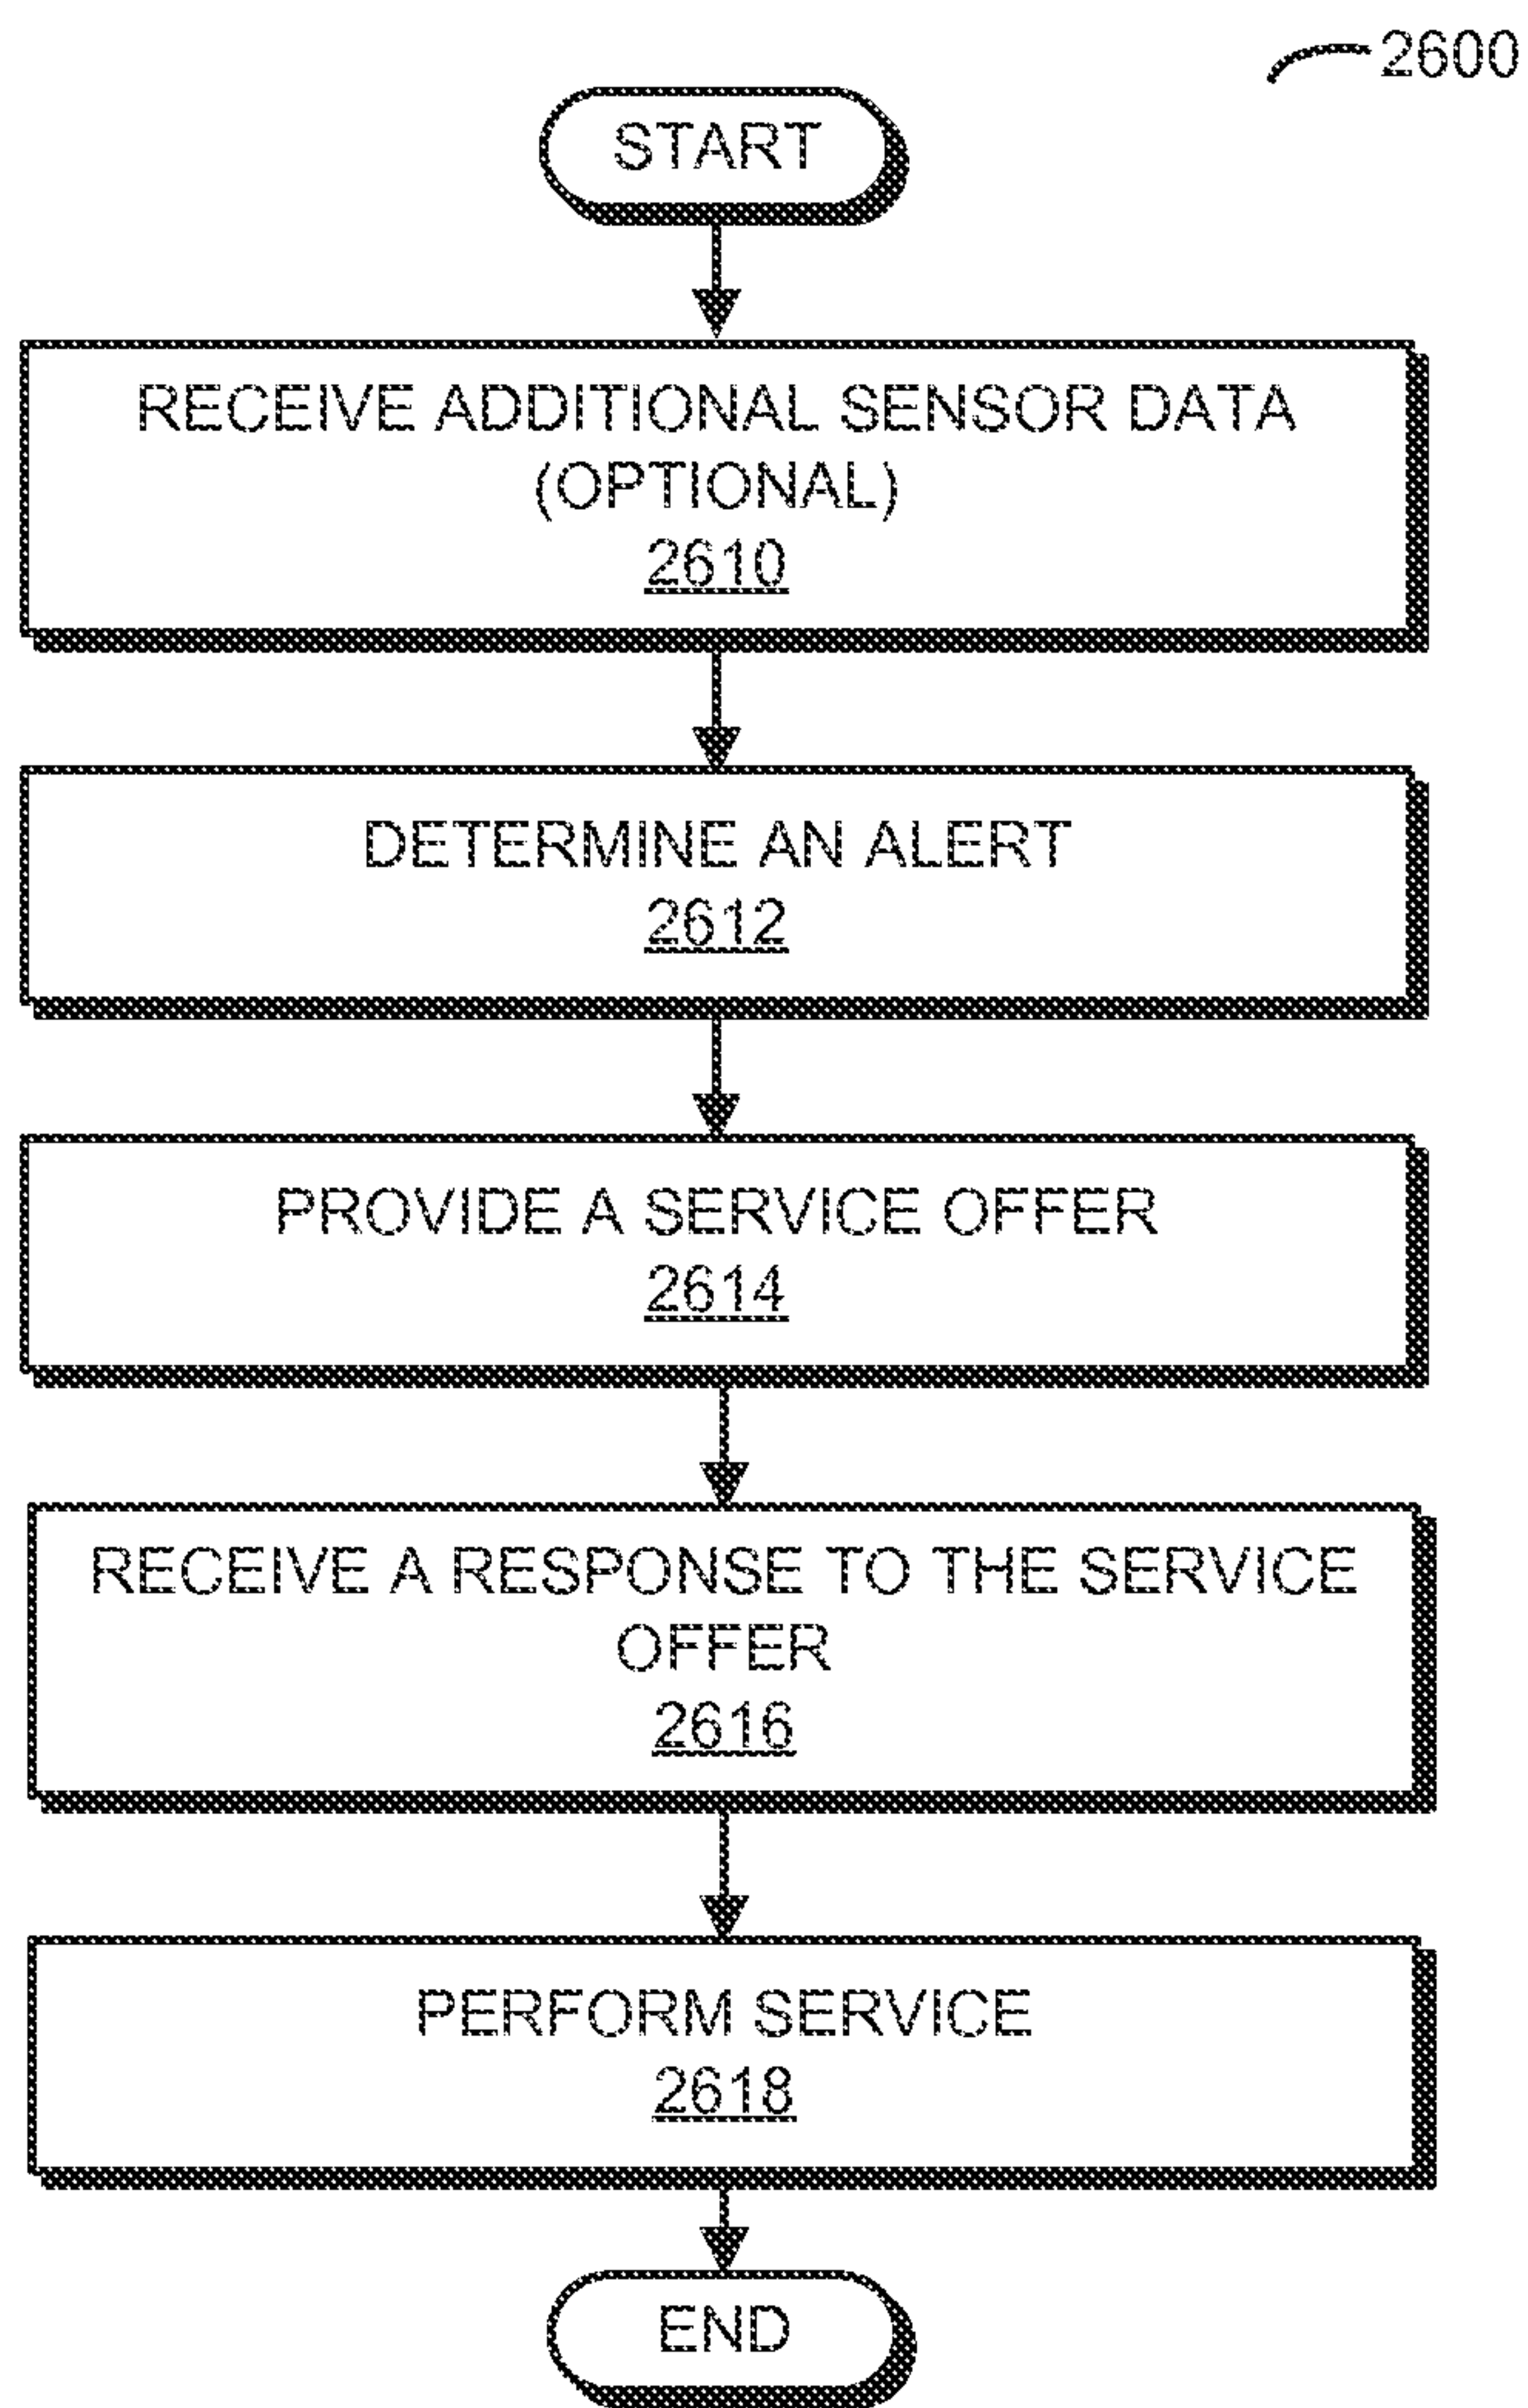 2600
START
RECEIVE ADDITIONAL SENSOR DATA
(OPTIONAL)
2610
DETERMINE AN ALERT
2612
PROVIDE A SERVICE OFFER
2614
RECEIVE A RESPONSE TO THE SERVICE
OFFER
2616
PERFORM SERVICE
2618
END